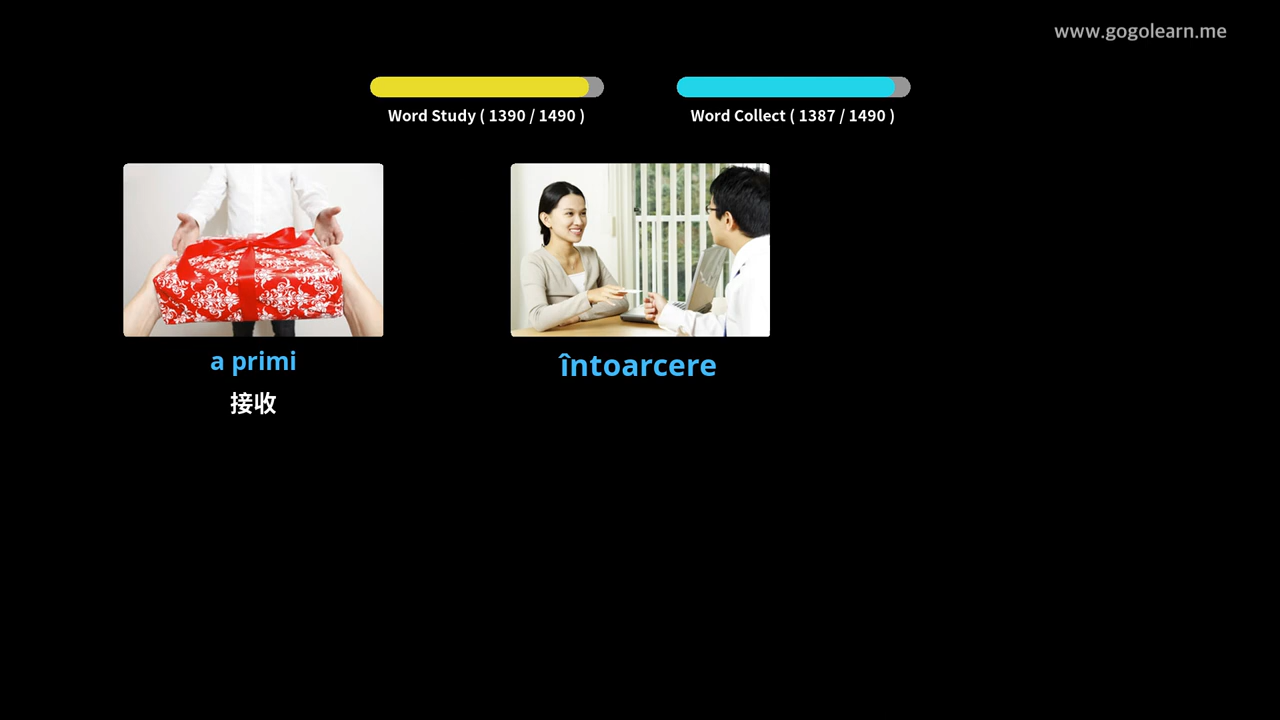 www.gogolearn.me
Word Study ( 1390 / 1490 )
Word Collect ( 1387 / 1490 )
a primi
接收
întoarcere